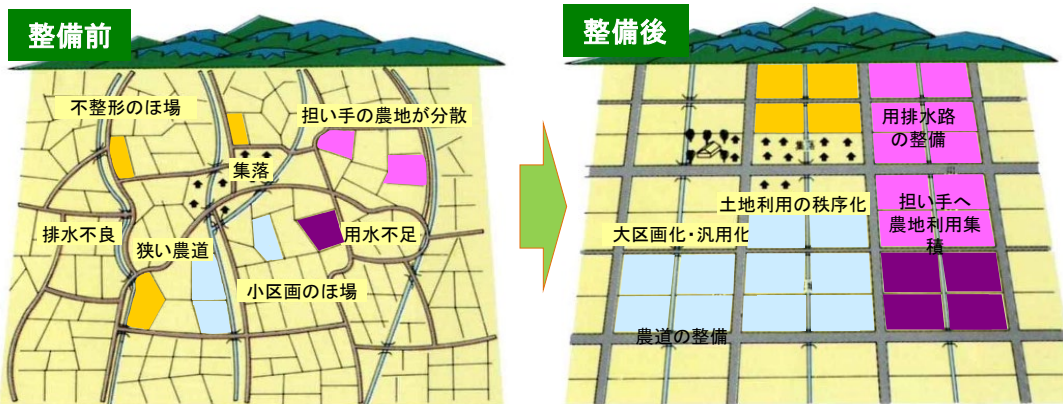 整備前
不整形のほ場
担い手の農地が分散
集落
排水不良
狭い農道
用水不足
小区画のほ場
整備後
用排水路
の整備
土地利用の秩序化
担い手へ
農地利用集
積
大区画化・汎用化
農道の整備